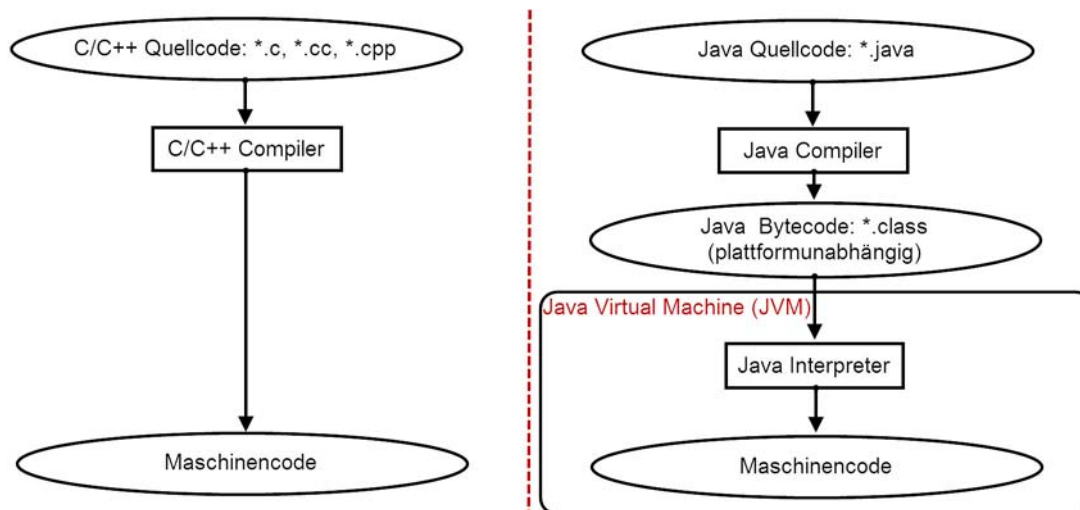 C/C++ Quellcode: *.c, *.cc, *.cpp
C/C++ Compiler
Maschinencode
Java Quellcode: *.java
Java Compiler
Java Bytecode: *.class
(plattformunabhängig)
Java Virtual Machine (JVM)
Java Interpreter
Maschinencode